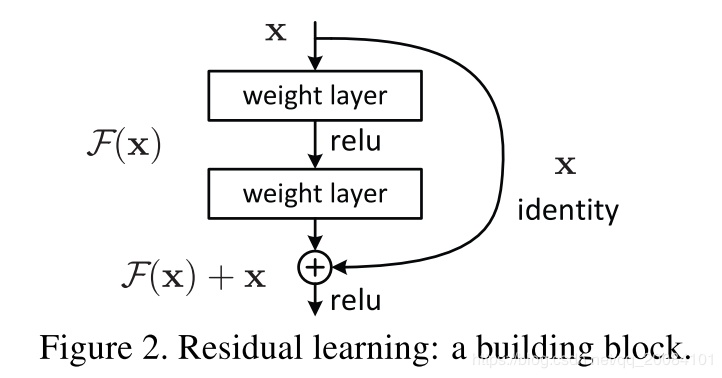 x
weight layer
relu
F(x)
x
weight layer
identity
F(x) + x
relu
Figure 2. Residual learning: a building block.